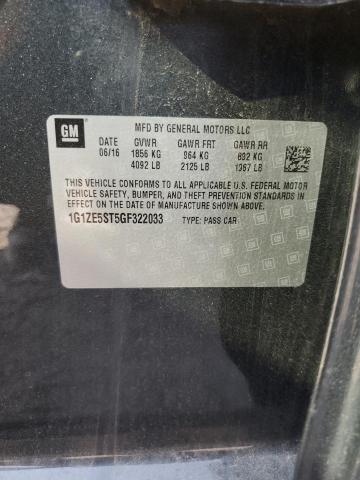 GM
MFD BY GENERAL MOTORS LLC
DATE GVWR GAWR FRT GAWR RR
06/16 1856 KG 964 KG 892 KG
4092 LB 2125 LB 1967 LB
THIS VEHICLE CONFORMS TO ALL APPLICABLE U.S. FEDERAL MOTOR
VEHICLE SAFETY, BUMPER, AND THEFT PREVENTION STANDARDS IN
EFFECT ON THE DATE OF MANUFACTURE SHOWN ABOVE.
1G1ZE5ST5GF322033 TYPE: PASS CAR